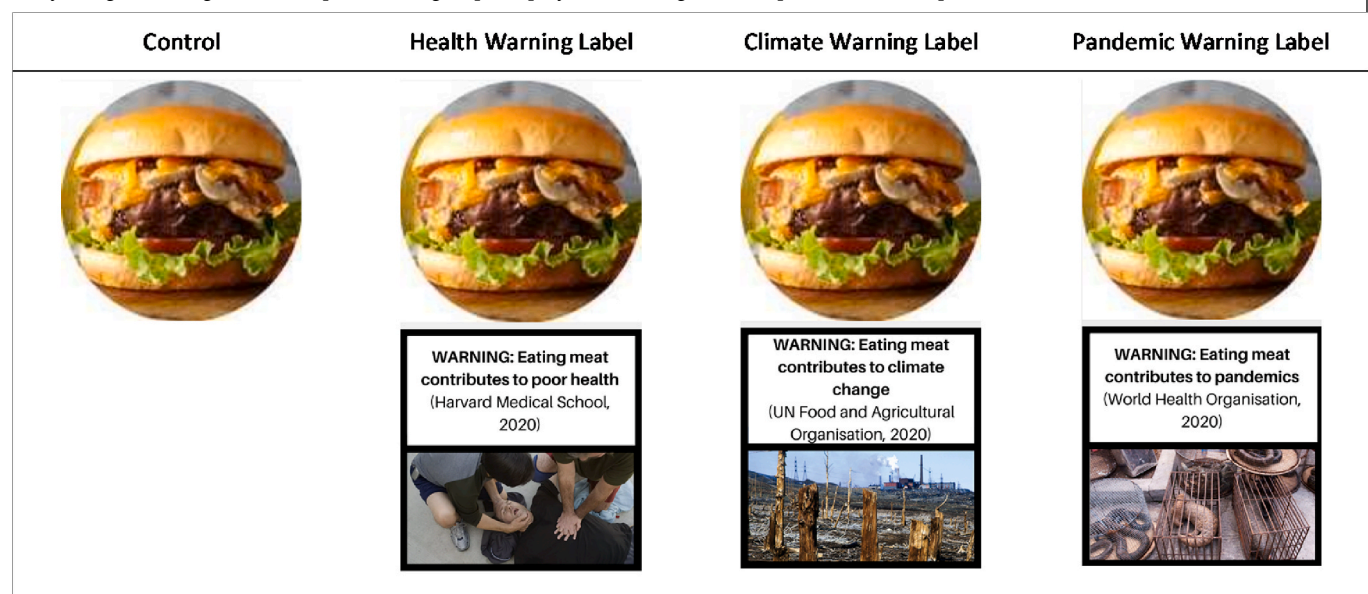 Control
Health Warning Label
Climate Warning Label
Pandemic Warning Label
WARNING: Eating meat
contributes to poor health
(Harvard Medical School,
2020)
WARNING: Eating meat
contributes to climate
change
(UN Food and Agricultural
Organisation, 2020)
WARNING: Eating meat
contributes to pandemics
(World Health Organisation,
2020)